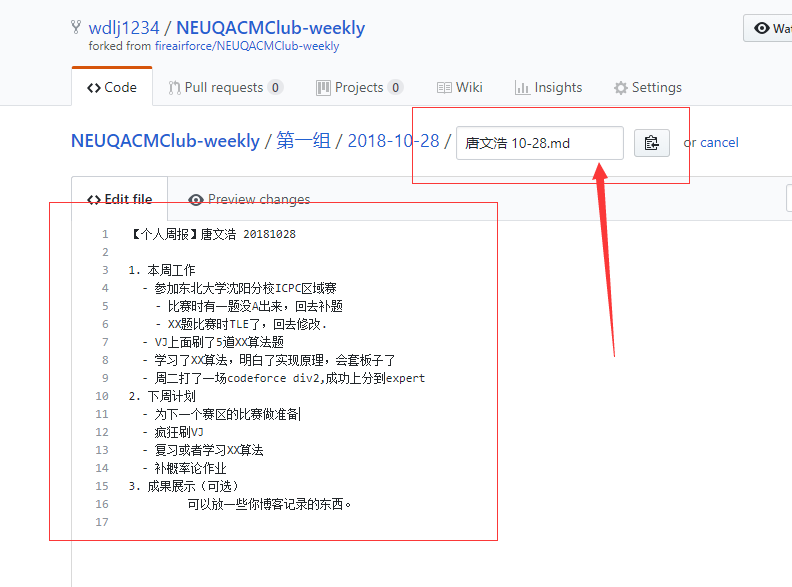 wdlj1234 / NEUQACMClub-weekly
Wat
forked from fireairforce/NEUQACMClub-weekly
Code Pull requests 0 Projects 0 Wiki Insights Settings
NEUQACMClub-weekly / 第一组 / 2018-10-28 / 唐文浩 10-28.md or cancel
Edit file Preview changes
1 【个人周报】唐文浩 20181028
2
3 1. 本周工作
4 - 参加东北大学沈阳分校ICPC区域赛
5 - 比赛时有一题没A出来，回去补题
6 - XX题比赛时TLE了，回去修改.
7 - VJ上面刷了5道XX算法题
8 - 学习了XX算法，明白了实现原理，会套板子了
9 - 周二打了一场codeforce div2,成功上分到expert
10 2. 下周计划
11 - 为下一个赛区的比赛做准备
12 - 疯狂刷VJ
13 - 复习或者学习XX算法
14 - 补概率论作业
15 3. 成果展示（可选）
16 可以放一些你博客记录的东西。
17